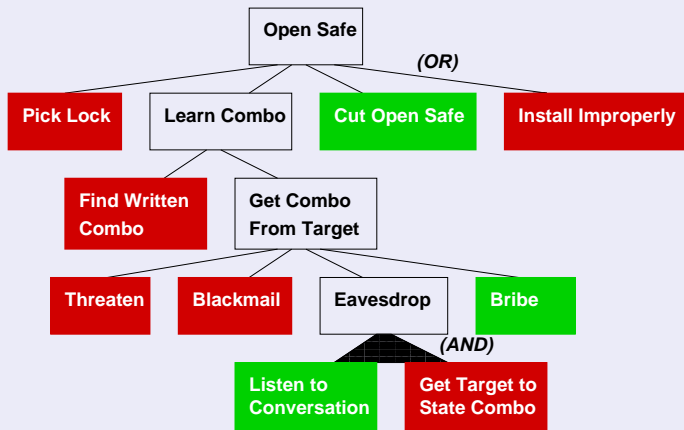 Open Safe
(OR)
Pick Lock
Learn Combo
Cut Open Safe
Install Improperly
Find Written
Combo
Get Combo
From Target
Threaten
Blackmail
Eavesdrop
Bribe
(AND)
Listen to
Conversation
Get Target to
State Combo